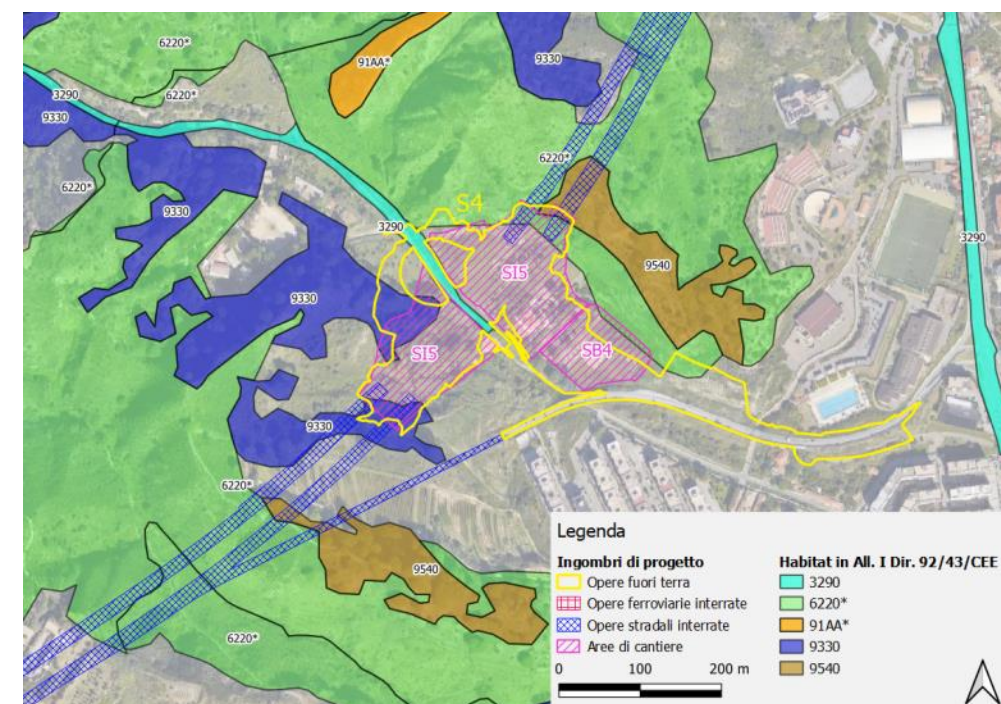 6220*
91AA*
9330
3290
6220*
9330
6220*
6220*
9330
S4
3290
3290
SI5
9540
9330
SI5
SB4
9330
6220*
9540
6220*
Legenda
Ingombri di progetto
Opere fuori terra
Opere ferroviarie interrate
Opere stradali interrate
Aree di cantiere
0 100 200 m
Habitat in All. I Dir. 92/43/CEE
3290
6220*
91AA*
9330
9540